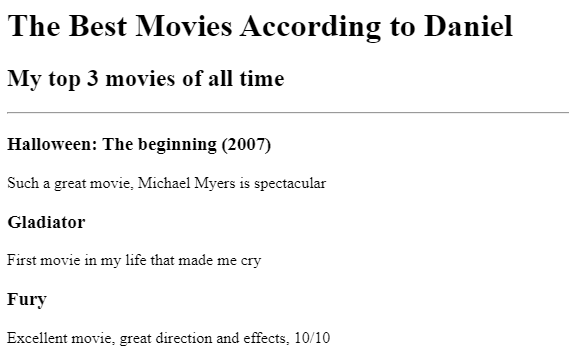 The Best Movies According to Daniel
My top 3 movies of all time
Halloween: The beginning (2007)
Such a great movie, Michael Myers is spectacular
Gladiator
First movie in my life that made me cry
Fury
Excellent movie, great direction and effects, 10/10